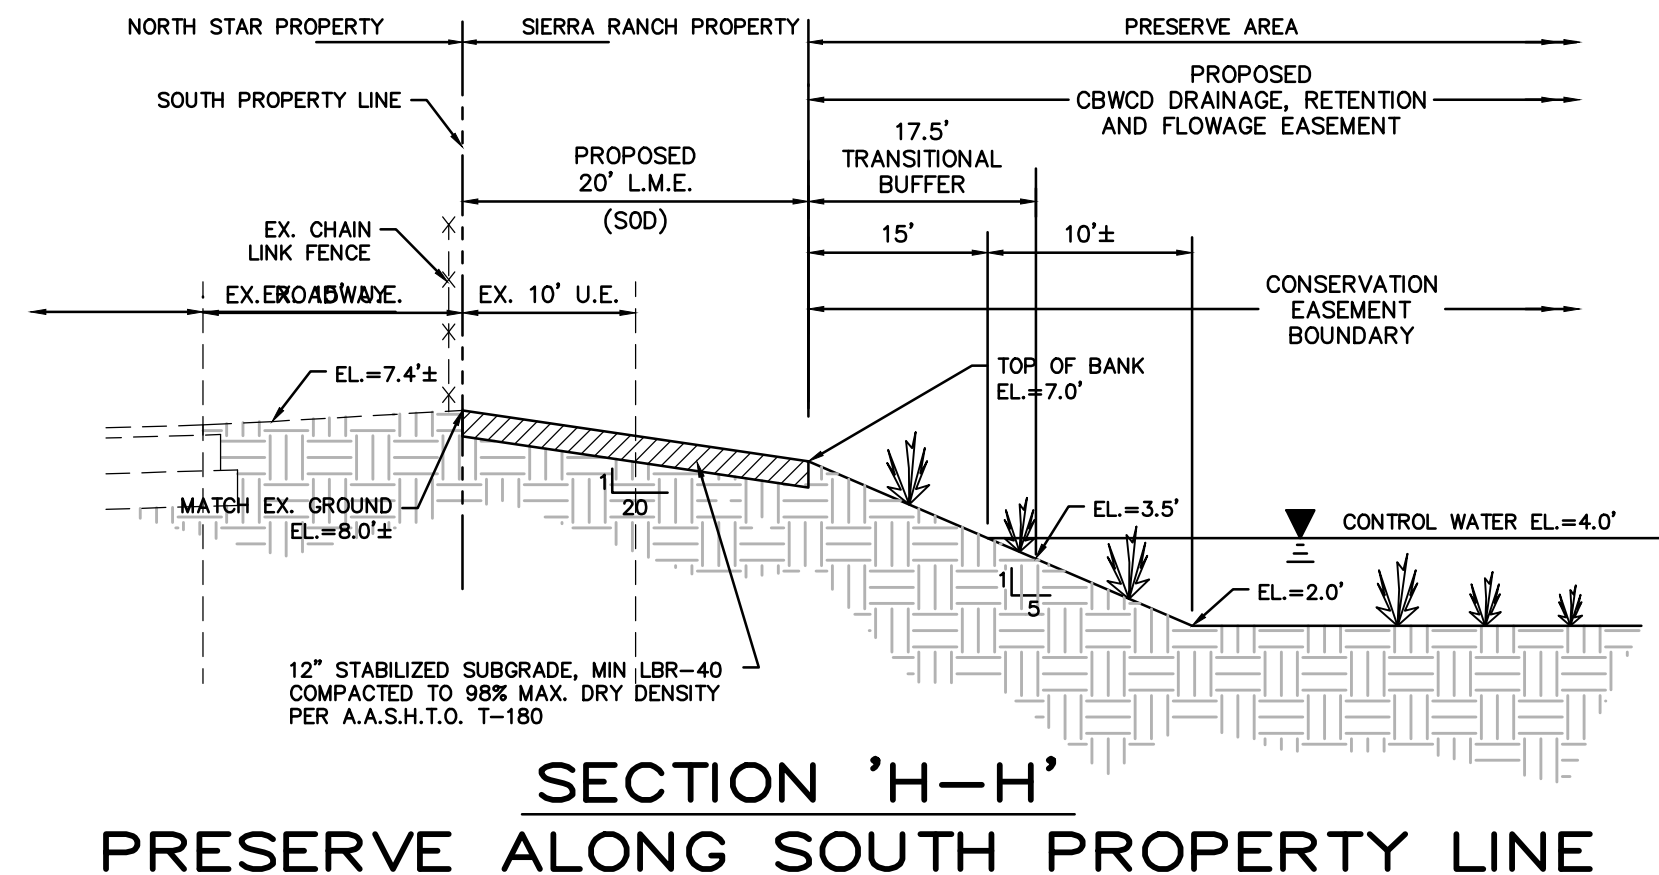 NORTH STAR PROPERTY
SIERRA RANCH PROPERTY
PRESERVE AREA
SOUTH PROPERTY LINE
PROPOSED
CBWCD DRAINAGE, RETENTION
AND FLOWAGE EASEMENT
PROPOSED
20' L.M.E.
(SOD)
17.5'
TRANSITIONAL
BUFFER
EX. CHAIN
LINK FENCE
15'
10'±
EX. ROADWAY
EX. 15' U.E.
EX. 10' U.E.
CONSERVATION
EASEMENT
BOUNDARY
EL.=7.4'±
TOP OF BANK
EL.=7.0'
MATCH EX. GROUND
EL.=8.0'±
1
20
EL.=3.5'
CONTROL WATER EL.=4.0'
1
5
EL.=2.0'
12" STABILIZED SUBGRADE, MIN LBR-40
COMPACTED TO 98% MAX. DRY DENSITY
PER A.A.S.H.T.O. T-180
SECTION 'H-H'
PRESERVE ALONG SOUTH PROPERTY LINE